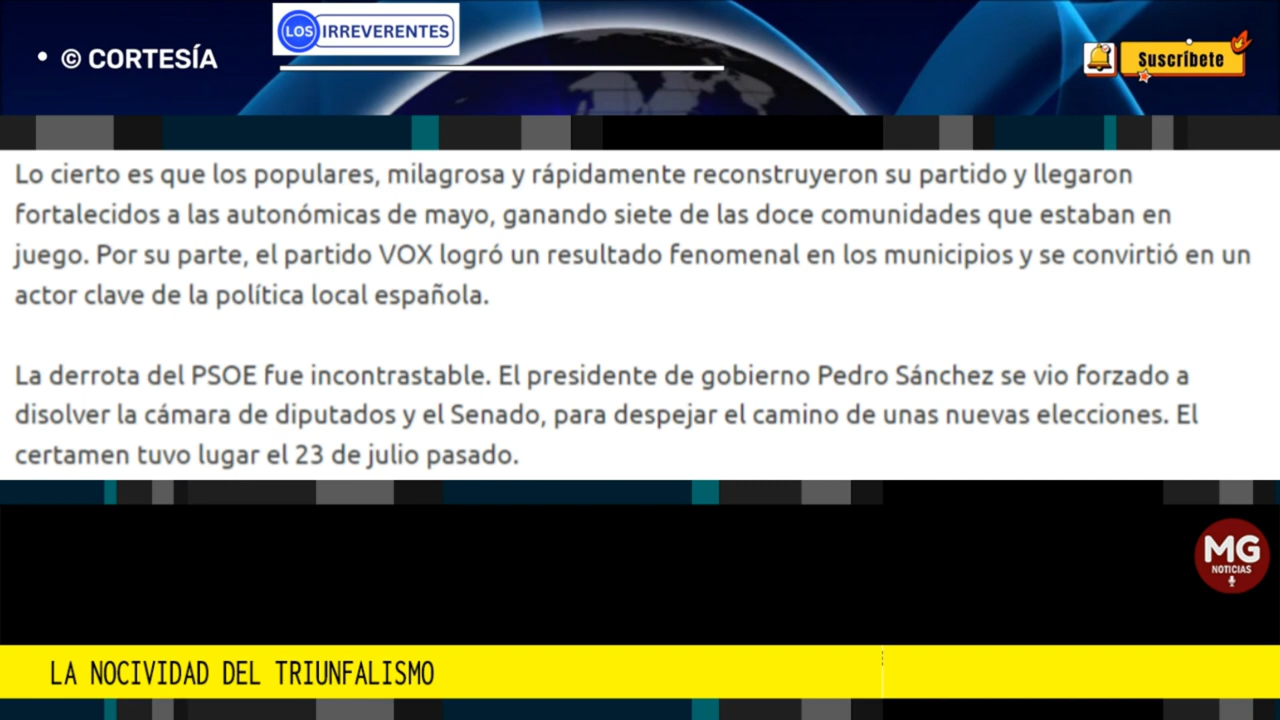 • © CORTESÍA
LOS IRREVERENTES
Suscríbete
Lo cierto es que los populares, milagrosa y rápidamente reconstruyeron su partido y llegaron
fortalecidos a las autonómicas de mayo, ganando siete de las doce comunidades que estaban en
juego. Por su parte, el partido VOX logró un resultado fenomenal en los municipios y se convirtió en un
actor clave de la política local española.
La derrota del PSOE fue incontrastable. El presidente de gobierno Pedro Sánchez se vio forzado a
disolver la cámara de diputados y el Senado, para despejar el camino de unas nuevas elecciones. El
certamen tuvo lugar el 23 de julio pasado.
MG
NOTICIAS
LA NOCIVIDAD DEL TRIUNFALISMO